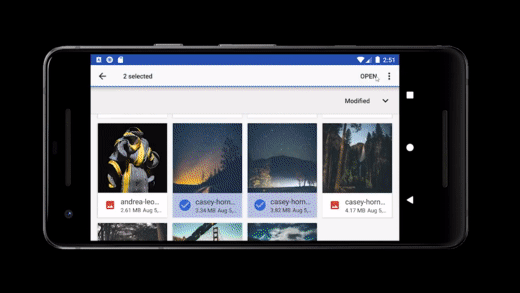 2:51
2 selected
OPEN
Modified
andrea-leo...
2.61 MB Aug 5,...
casey-horn...
3.34 MB Aug 5,...
casey-horn...
3.82 MB Aug 5,...
casey-horn...
4.17 MB Aug 5,...